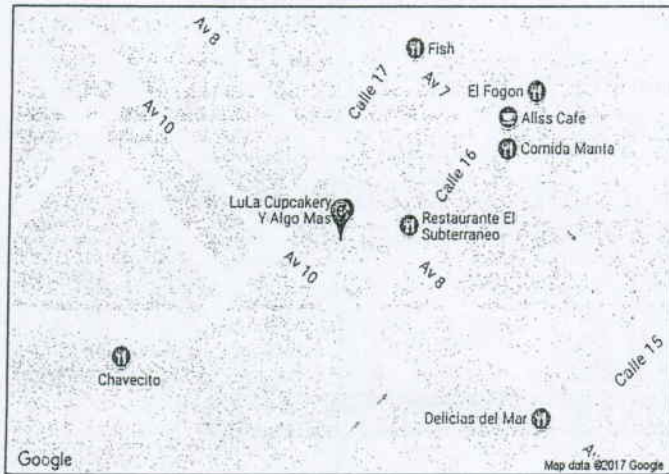 Av 8
Fish
Calle 17
Av 7
El Fogon
Av 10
Allss Cafe
Comida Manta
Calle 16
LuLa Cupcakery
Y Algo Mas
Restaurante El
Subterraneo
Av 10
Av 8
Calle 15
Chavecito
Delicias del Mar
Google
Map data ©2017 Google